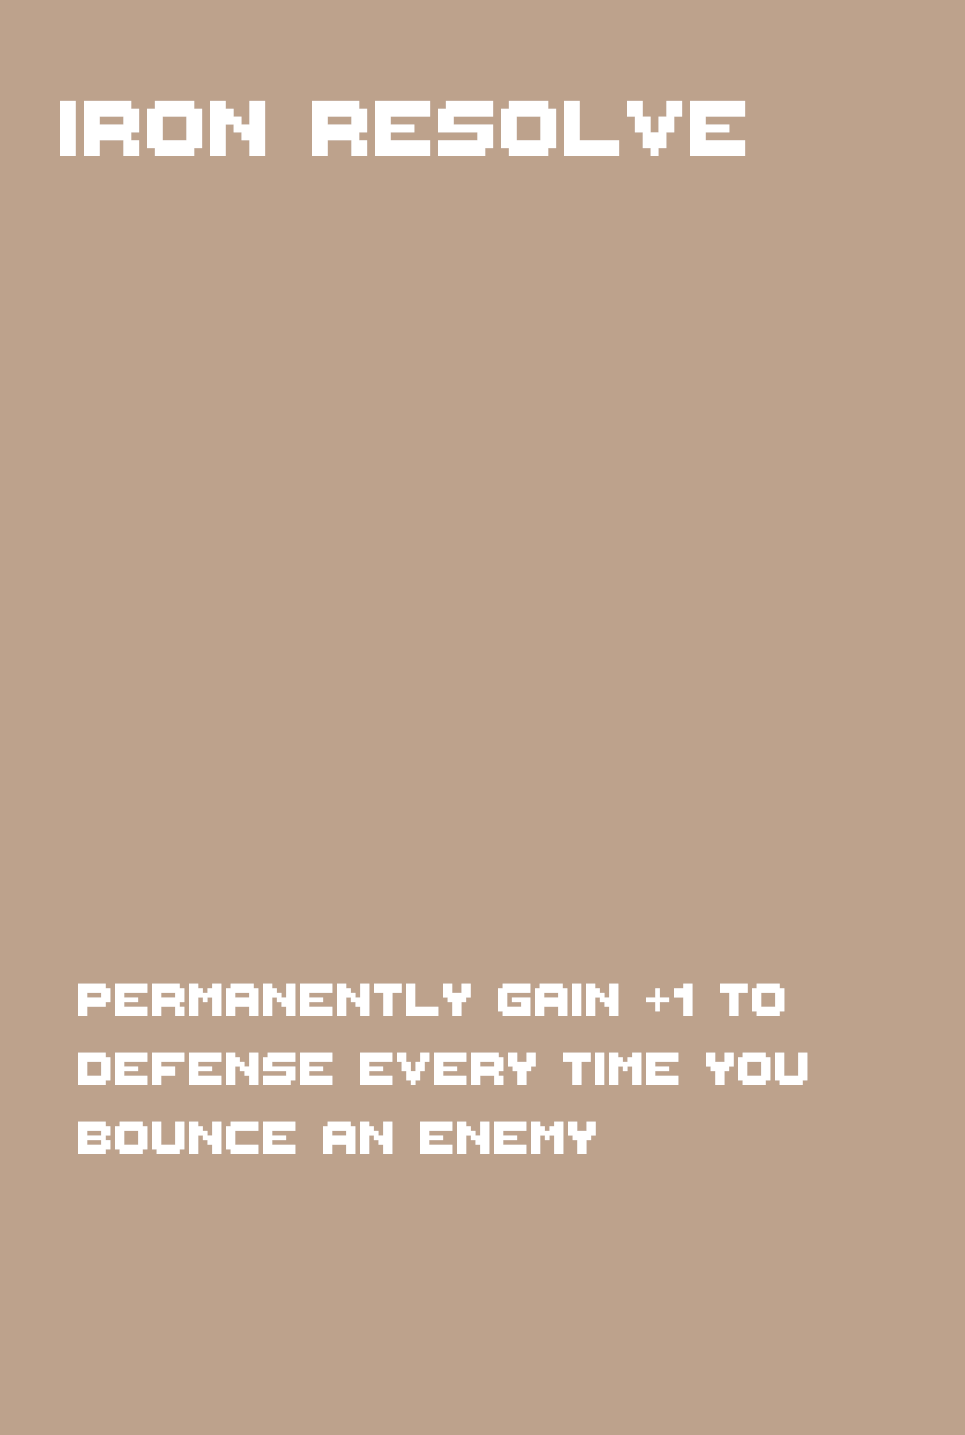 IRON RESOLVE
PERMANENTLY GAIN +1 TO
DEFENSE EVERY TIME YOU
BOUNCE AN ENEMY